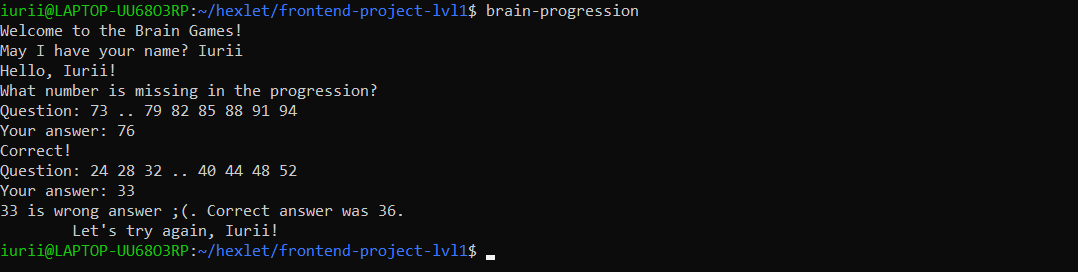 iurii@LAPTOP-UU68O3RP:~/hexlet/frontend-project-lvl1$ brain-progression
Welcome to the Brain Games!
May I have your name? Iurii
Hello, Iurii!
What number is missing in the progression?
Question: 73 .. 79 82 85 88 91 94
Your answer: 76
Correct!
Question: 24 28 32 .. 40 44 48 52
Your answer: 33
33 is wrong answer ;(. Correct answer was 36.
        Let's try again, Iurii!
iurii@LAPTOP-UU68O3RP:~/hexlet/frontend-project-lvl1$